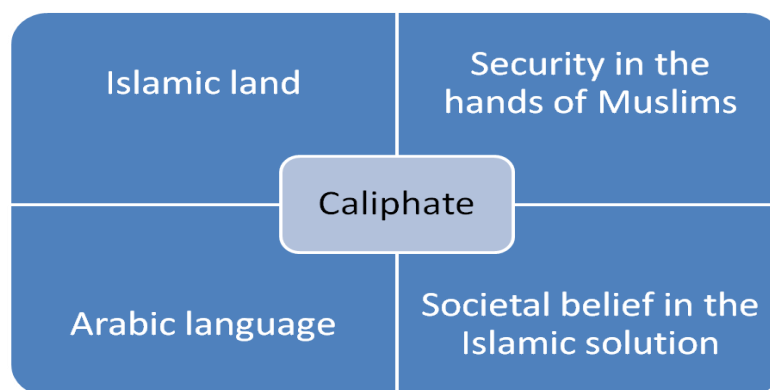 Islamic land
Security in the
hands of Muslims
Caliphate
Arabic language
Societal belief in the
Islamic solution